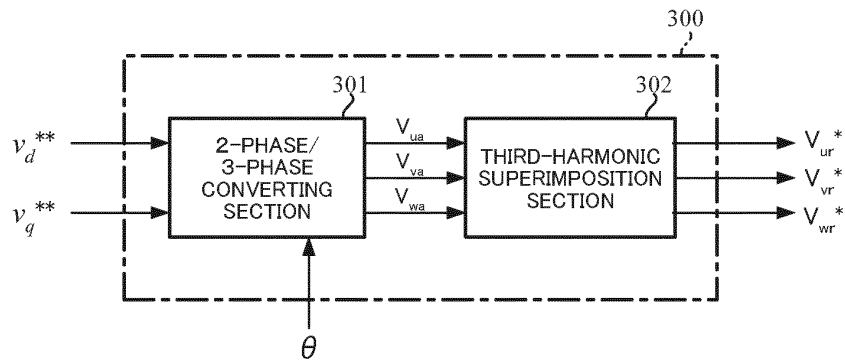 300
301
302
v_d**
v_q**
2-PHASE/
3-PHASE
CONVERTING
SECTION
V_ua
V_va
V_wa
THIRD-HARMONIC
SUPERIMPOSITION
SECTION
V_ur*
V_vr*
V_wr*
θ